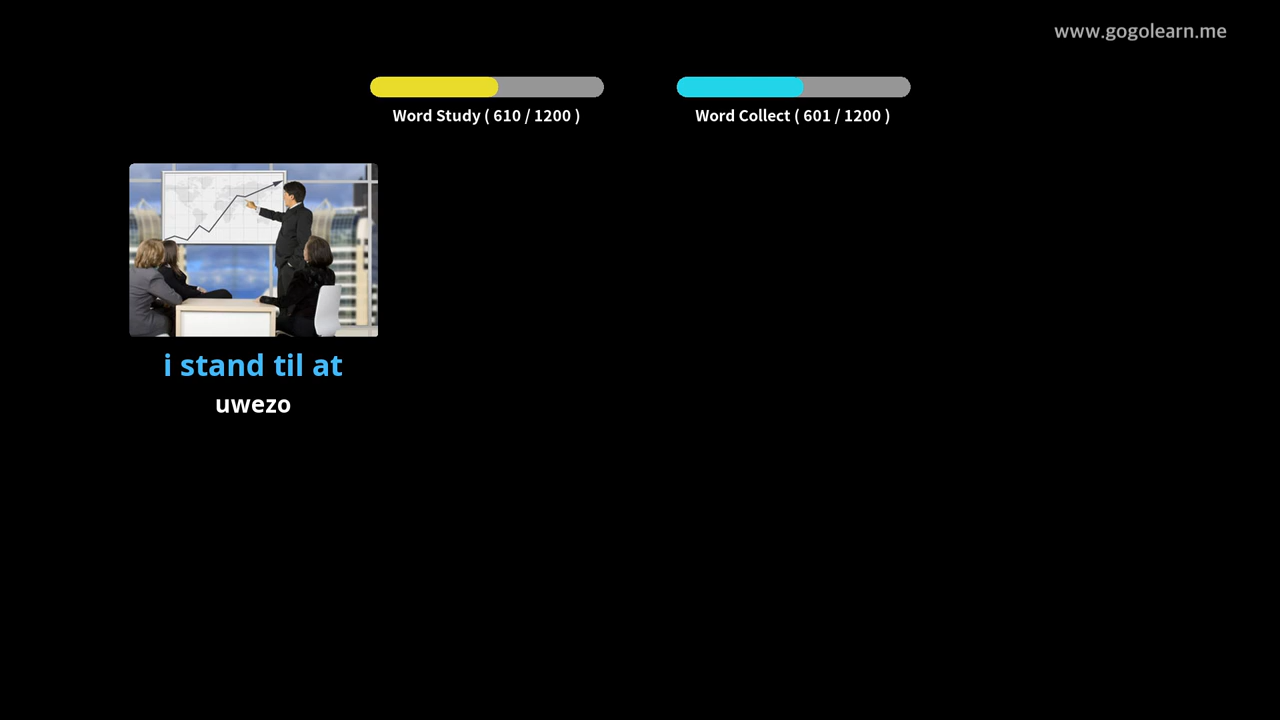 www.gogolearn.me
Word Study ( 610 / 1200 )
Word Collect ( 601 / 1200 )
i stand til at
uwezo